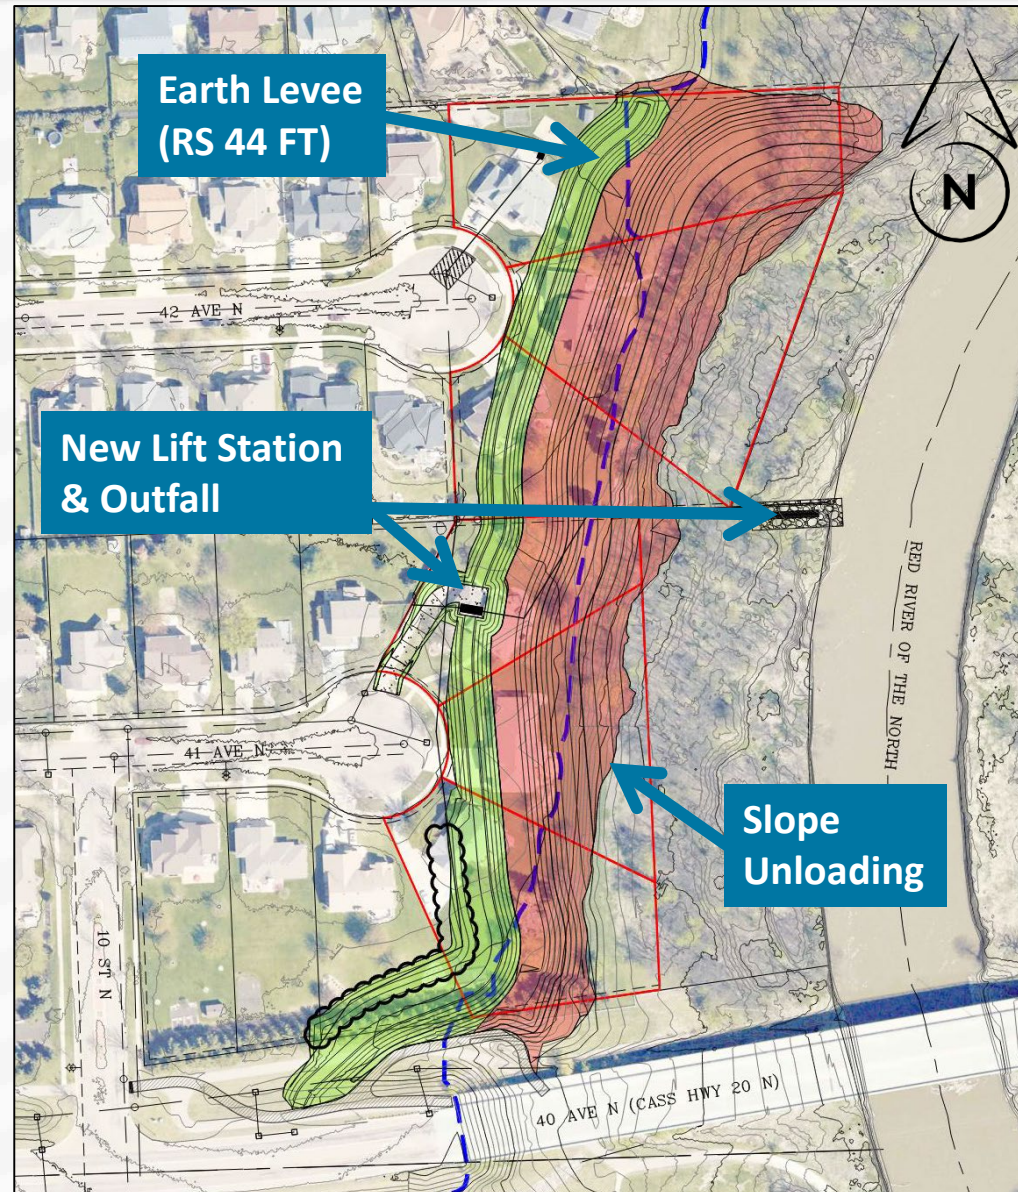 Earth Levee
(RS 44 FT)
N
42 AVE N
New Lift Station
& Outfall
RED RIVER OF THE NORTH
41 AVE N
Slope
Unloading
10 ST N
40 AVE N (CASS HWY 20 N)